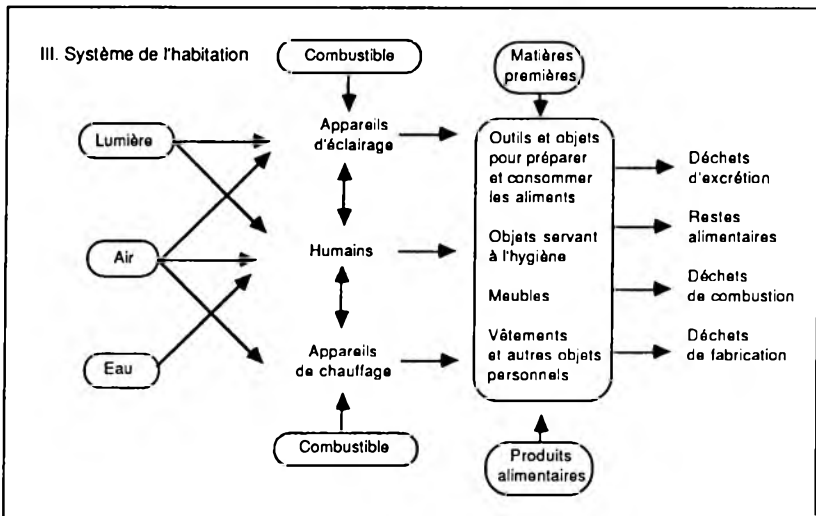 III. Système de l'habitation
Combustible
Matières
premières
Lumière
Air
Eau
Appareils
d'éclairage
Humains
Appareils
de chauffage
Combustible
Outils et objets
pour préparer
et consommer
les aliments
Objets servant
à l'hygiène
Meubles
Vêtements
et autres objets
personnels
Produits
alimentaires
Déchets
d'excrétion
Restes
alimentaires
Déchets
de combustion
Déchets
de fabrication